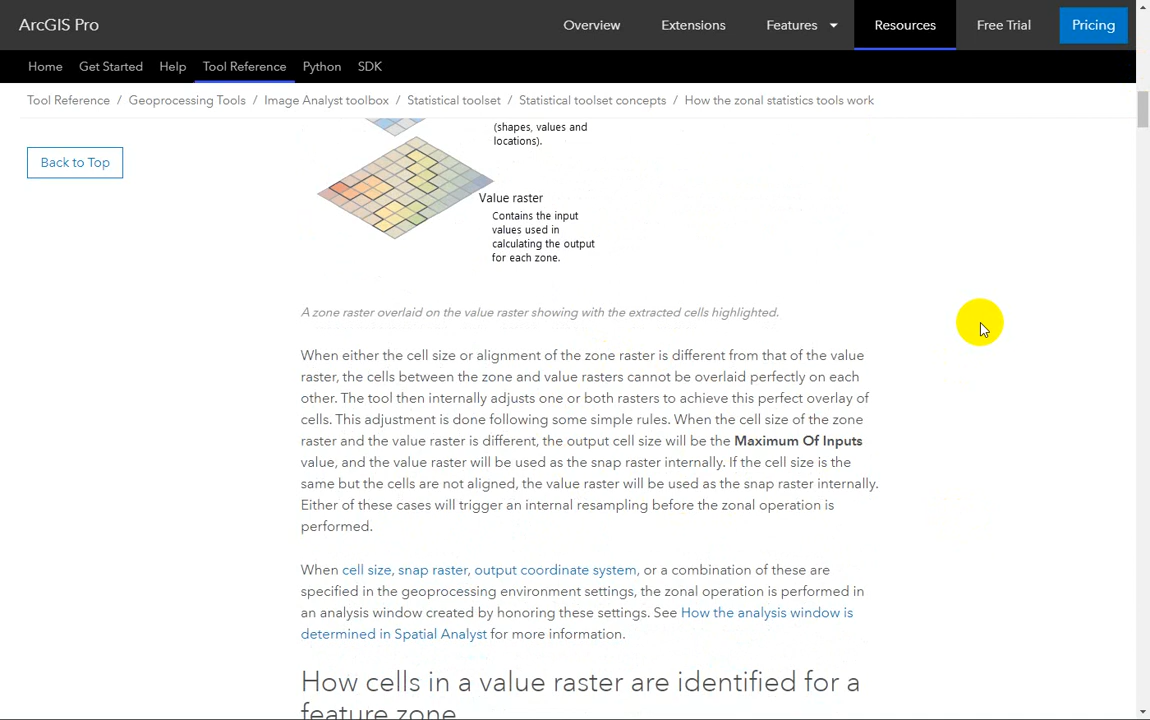 ArcGIS Pro
Overview Extensions Features Resources Free Trial Pricing
Home Get Started Help Tool Reference Python SDK
Tool Reference / Geoprocessing Tools / Image Analyst toolbox / Statistical toolset / Statistical toolset concepts / How the zonal statistics tools work
Back to Top
(shapes, values and
locations).
Value raster
Contains the input
values used in
calculating the output
for each zone.
A zone raster overlaid on the value raster showing with the extracted cells highlighted.
When either the cell size or alignment of the zone raster is different from that of the value
raster, the cells between the zone and value rasters cannot be overlaid perfectly on each
other. The tool then internally adjusts one or both rasters to achieve this perfect overlay of
cells. This adjustment is done following some simple rules. When the cell size of the zone
raster and the value raster is different, the output cell size will be the Maximum Of Inputs
value, and the value raster will be used as the snap raster internally. If the cell size is the
same but the cells are not aligned, the value raster will be used as the snap raster internally.
Either of these cases will trigger an internal resampling before the zonal operation is
performed.
When cell size, snap raster, output coordinate system, or a combination of these are
specified in the geoprocessing environment settings, the zonal operation is performed in
an analysis window created by honoring these settings. See How the analysis window is
determined in Spatial Analyst for more information.
How cells in a value raster are identified for a
feature zone